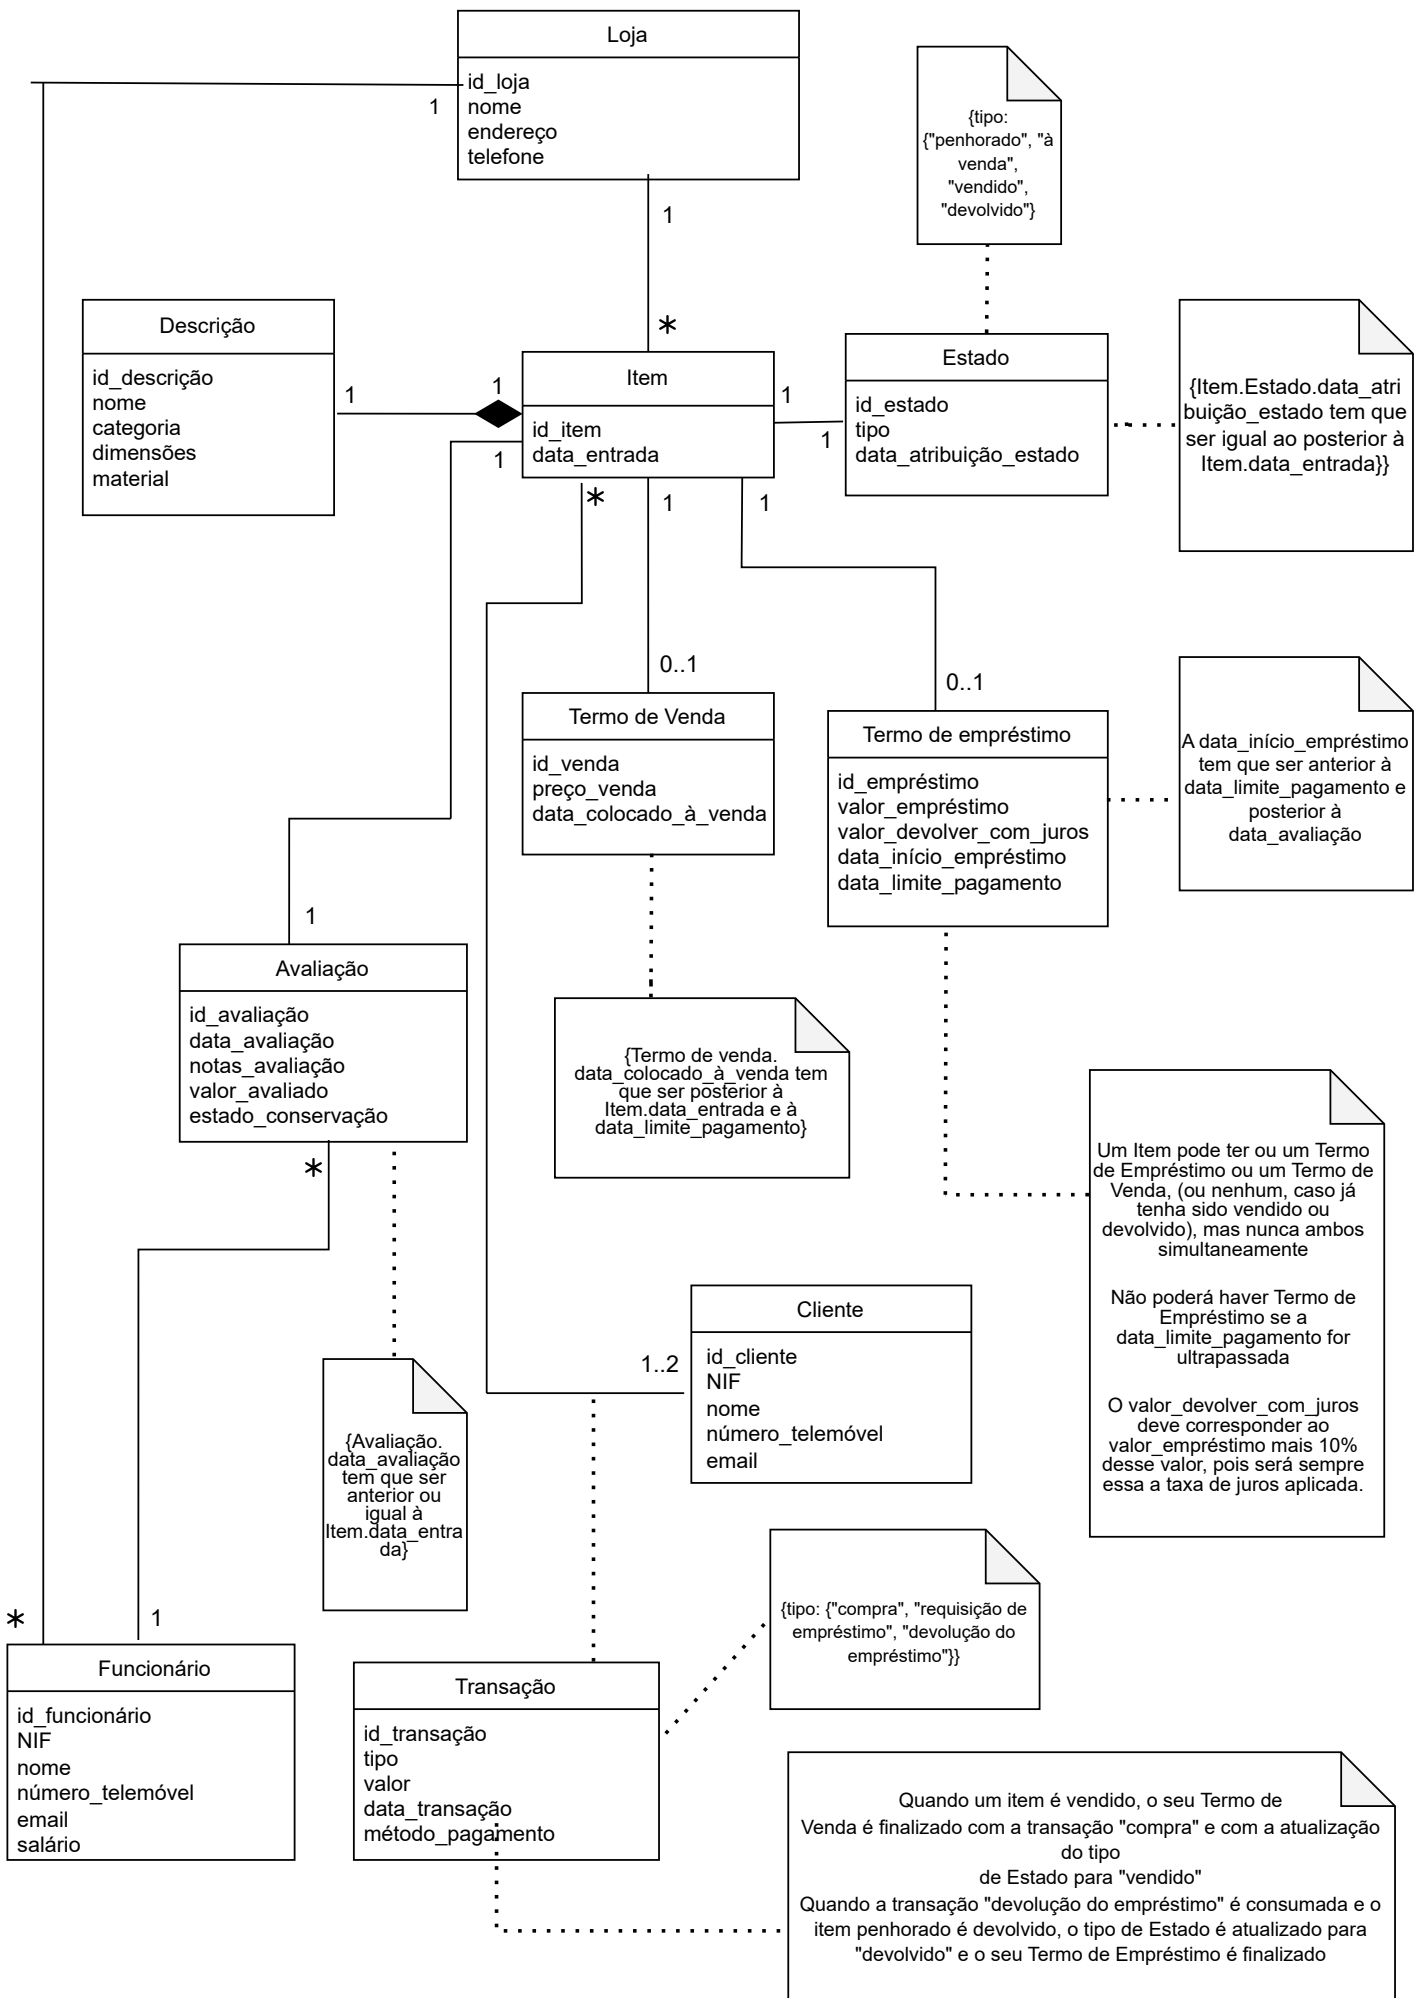 Loja
id_loja
nome
endereço
telefone
1
1
*
{tipo:
{"penhorado", "à
venda",
"vendido",
"devolvido"}
Descrição
id_descrição
nome
categoria
dimensões
material
1
1
Item
id_item
data_entrada
1
1
Estado
id_estado
tipo
data_atribuição_estado
{Item.Estado.data_atri
buição_estado tem que
ser igual ao posterior à
Item.data_entrada}}
1
*
1
1
0..1
0..1
Termo de Venda
id_venda
preço_venda
data_colocado_à_venda
Termo de empréstimo
id_empréstimo
valor_empréstimo
valor_devolver_com_juros
data_início_empréstimo
data_limite_pagamento
A data_início_empréstimo
tem que ser anterior à
data_limite_pagamento e
posterior à
data_avaliação
1
Avaliação
id_avaliação
data_avaliação
notas_avaliação
valor_avaliado
estado_conservação
*
{Termo de venda.
data_colocado_à_venda tem
que ser posterior à
Item.data_entrada e à
data_limite_pagamento}
Um Item pode ter ou um Termo
de Empréstimo ou um Termo de
Venda, (ou nenhum, caso já
tenha sido vendido ou
devolvido), mas nunca ambos
simultaneamente
Não poderá haver Termo de
Empréstimo se a
data_limite_pagamento for
ultrapassada
O valor_devolver_com_juros
deve corresponder ao
valor_empréstimo mais 10%
desse valor, pois será sempre
essa a taxa de juros aplicada.
1..2
Cliente
id_cliente
NIF
nome
número_telemóvel
email
{Avaliação.
data_avaliação
tem que ser
anterior ou
igual à
Item.data_entra
da}
{tipo: {"compra", "requisição de
empréstimo", "devolução do
empréstimo"}}
*
1
Funcionário
id_funcionário
NIF
nome
número_telemóvel
email
salário
Transação
id_transação
tipo
valor
data_transação
método_pagamento
Quando um item é vendido, o seu Termo de
Venda é finalizado com a transação "compra" e com a atualização
do tipo
de Estado para "vendido"
Quando a transação "devolução do empréstimo" é consumada e o
item penhorado é devolvido, o tipo de Estado é atualizado para
"devolvido" e o seu Termo de Empréstimo é finalizado